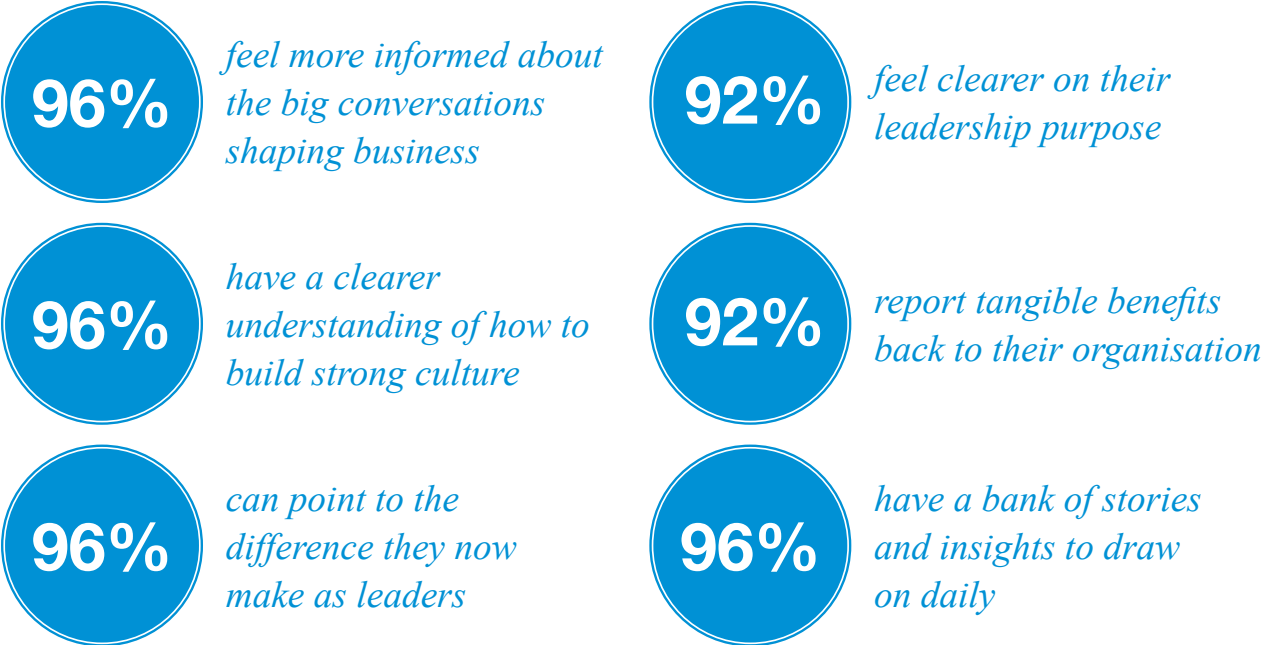 96%
feel more informed about
the big conversations
shaping business
92%
feel clearer on their
leadership purpose
96%
have a clearer
understanding of how to
build strong culture
92%
report tangible benefits
back to their organisation
96%
can point to the
difference they now
make as leaders
96%
have a bank of stories
and insights to draw
on daily